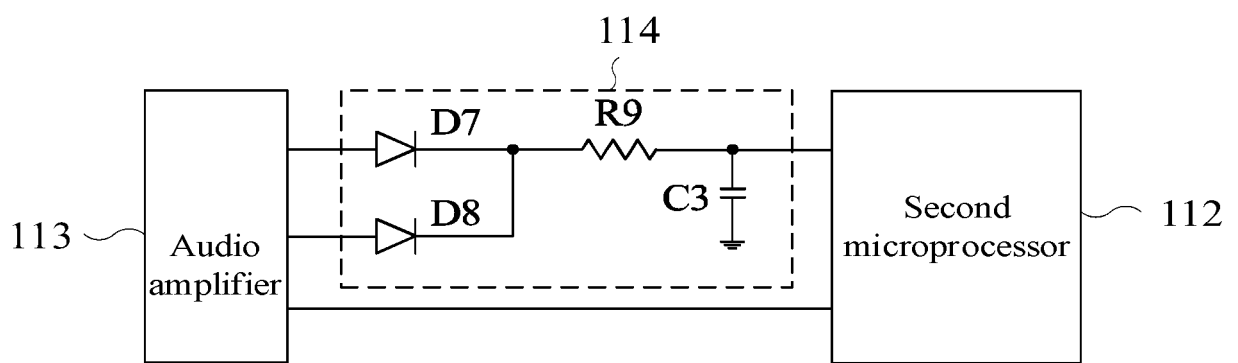 114
D7
R9
D8
C3
113
Audio
amplifier
Second
microprocessor
112